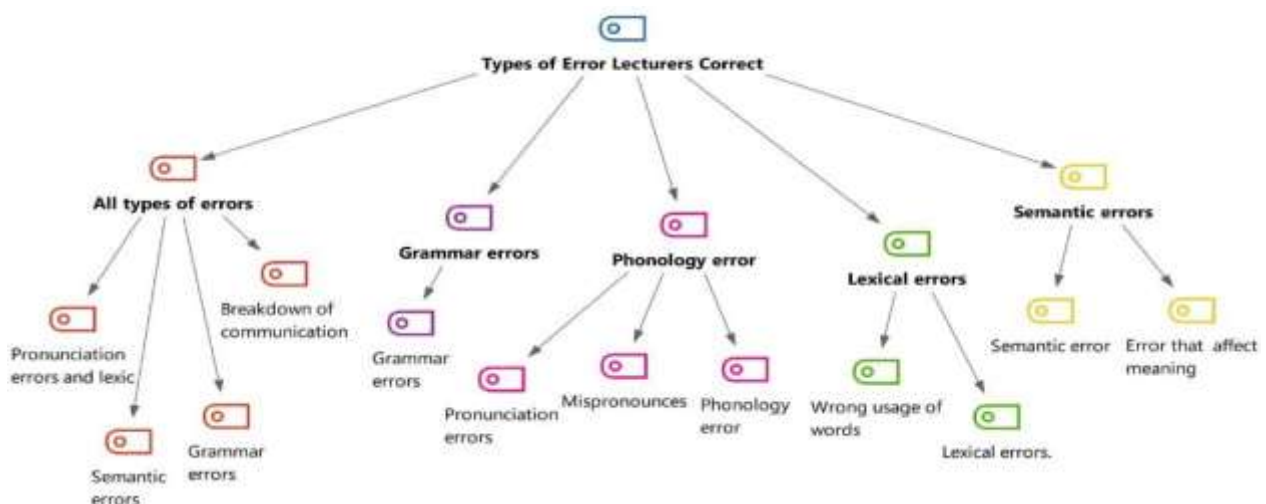 Types of Error Lecturers Correct
All types of errors
Grammar errors
Phonology error
Lexical errors
Semantic errors
Pronunciation
errors and lexic
Semantic
errors
Grammar
errors
Breakdown of
communication
Grammar
errors
Pronunciation
errors
Mispronounces
Phonology
error
Wrong usage of
words
Lexical errors.
Semantic error
Error that affect
meaning